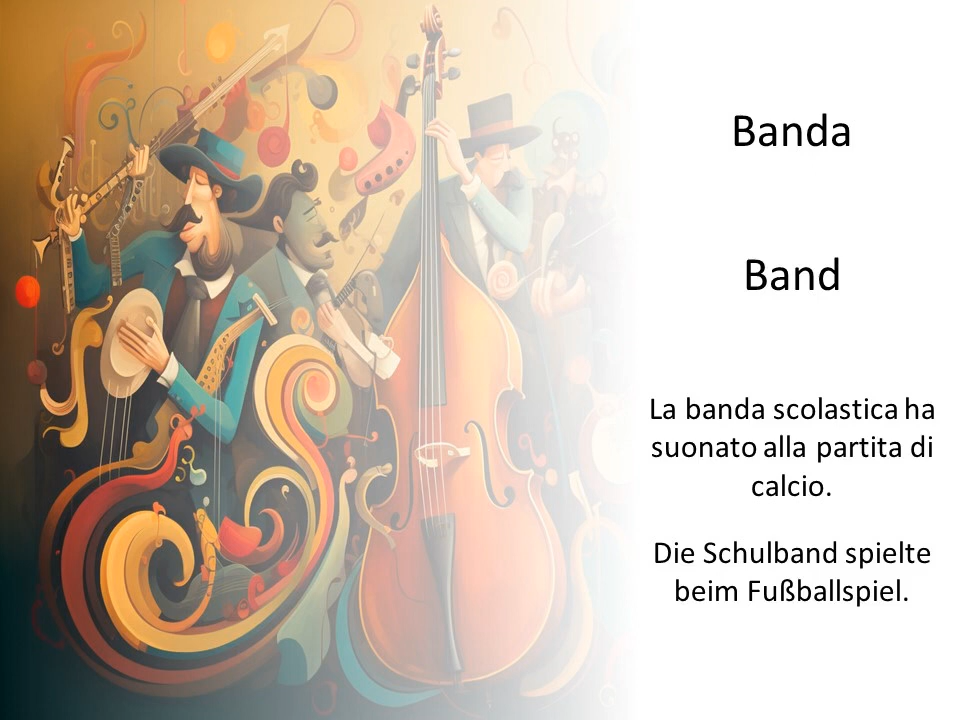 Banda
Band
La banda scolastica ha
suonato alla partita di
calcio.
Die Schulband spielte
beim Fußballspiel.